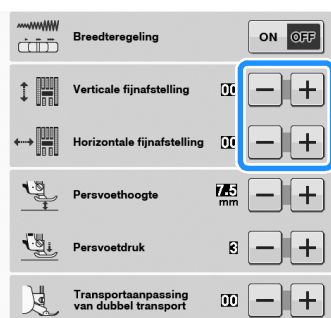 Breedteregeling ON OFF
Verticale fijnafstelling 00 − +
Horizontale fijnafstelling 00 − +
Persvoethoogte 7.5 mm − +
Persvoetdruk 3 − +
Transportaanpassing
van dubbel transport 00 − +